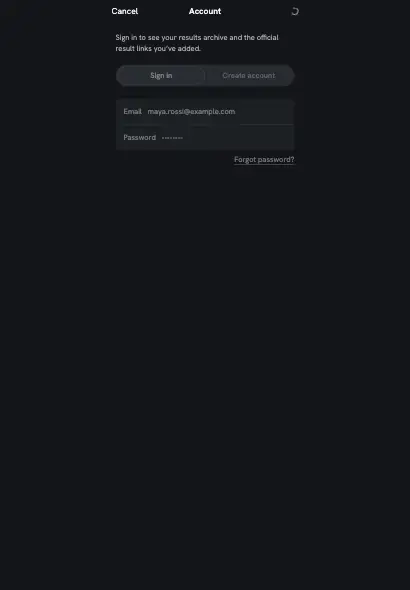 Cancel
Account
Sign in to see your results archive and the official
result links you've added.
Sign in
Create account
Email maya.rossi@example.com
Password ········
Forgot password?